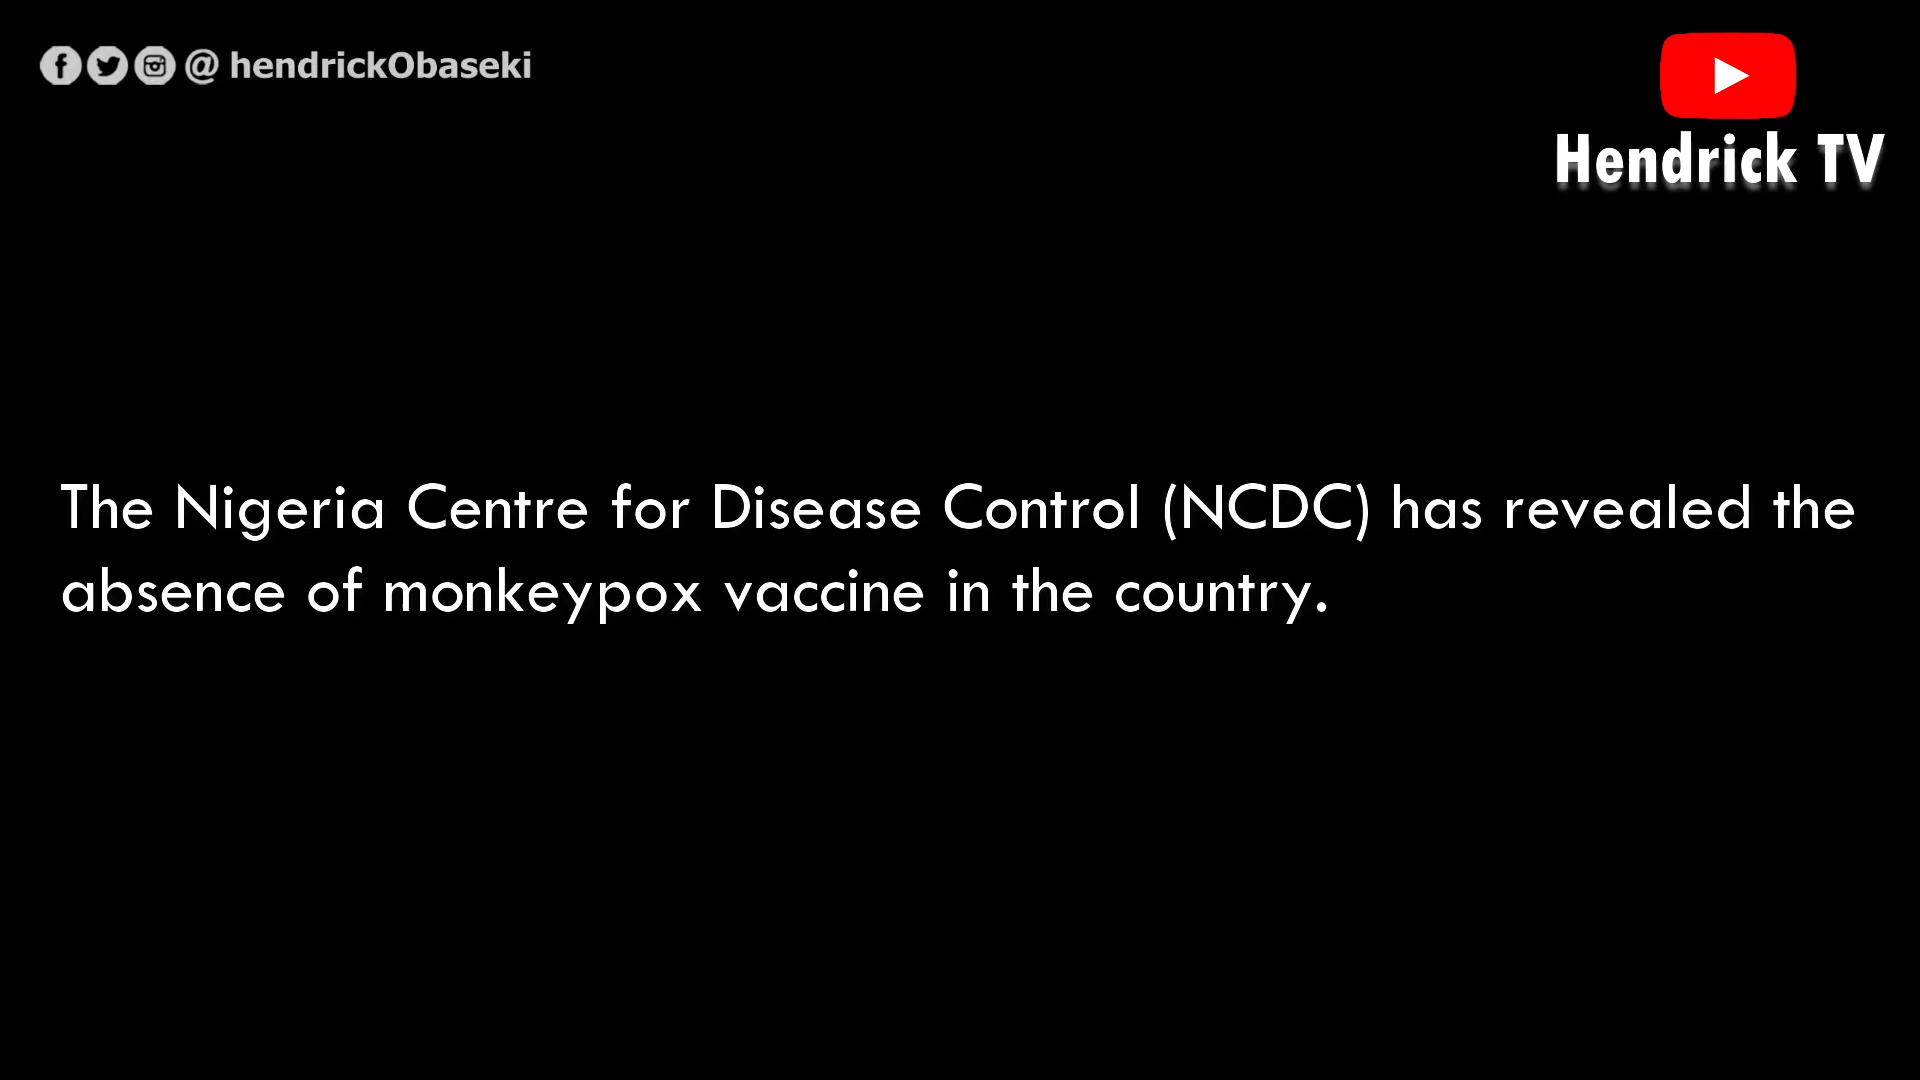 @ hendrickObaseki
Hendrick TV
The Nigeria Centre for Disease Control (NCDC) has revealed the
absence of monkeypox vaccine in the country.